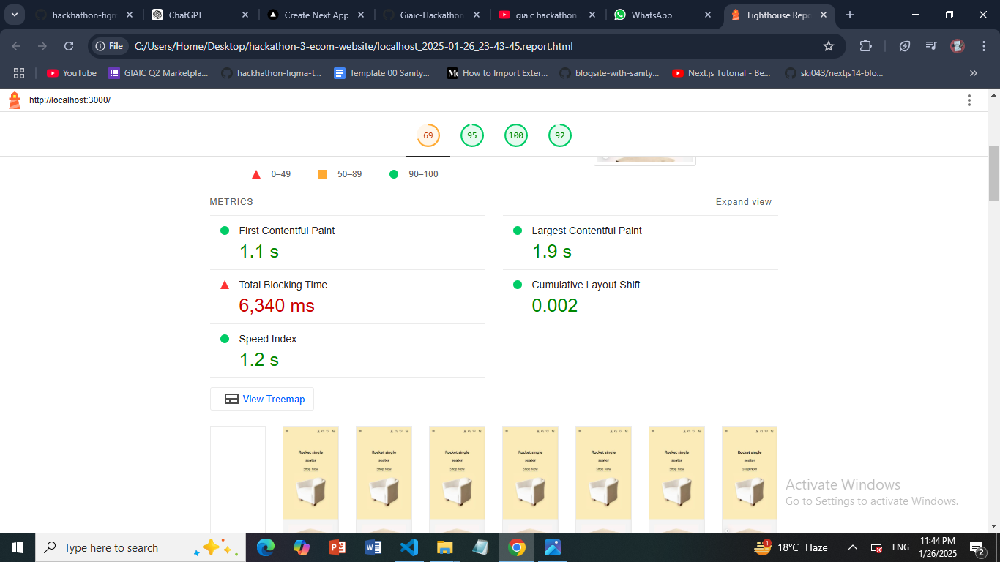 hackhathon-figm
ChatGPT
Create Next App
Giaic-Hackathon
giaic hackathon
WhatsApp
Lighthouse Repo
File
C:/Users/Home/Desktop/hackathon-3-ecom-website/localhost_2025-01-26_23-43-45.report.html
YouTube
GIAIC Q2 Marketpla...
hackhathon-figma-t...
Template 00 Sanity...
How to Import Exter...
blogsite-with-sanity...
Next.js Tutorial - Be...
ski043/nextjs14-blo...
http://localhost:3000/
69
95
100
92
0–49
50–89
90–100
METRICS
Expand view
First Contentful Paint
1.1 s
Largest Contentful Paint
1.9 s
Total Blocking Time
6,340 ms
Cumulative Layout Shift
0.002
Speed Index
1.2 s
View Treemap
Rocket single
seater
Shop Now
Rocket single
seater
Shop Now
Rocket single
seater
Shop Now
Rocket single
seater
Shop Now
Rocket single
seater
Shop Now
Rocket single
seater
Shop Now
Rocket single
seater
Shop Now
Activate Windows
Go to Settings to activate Windows.
Type here to search
1
18°C Haze
ENG
11:44 PM
1/26/2025
2